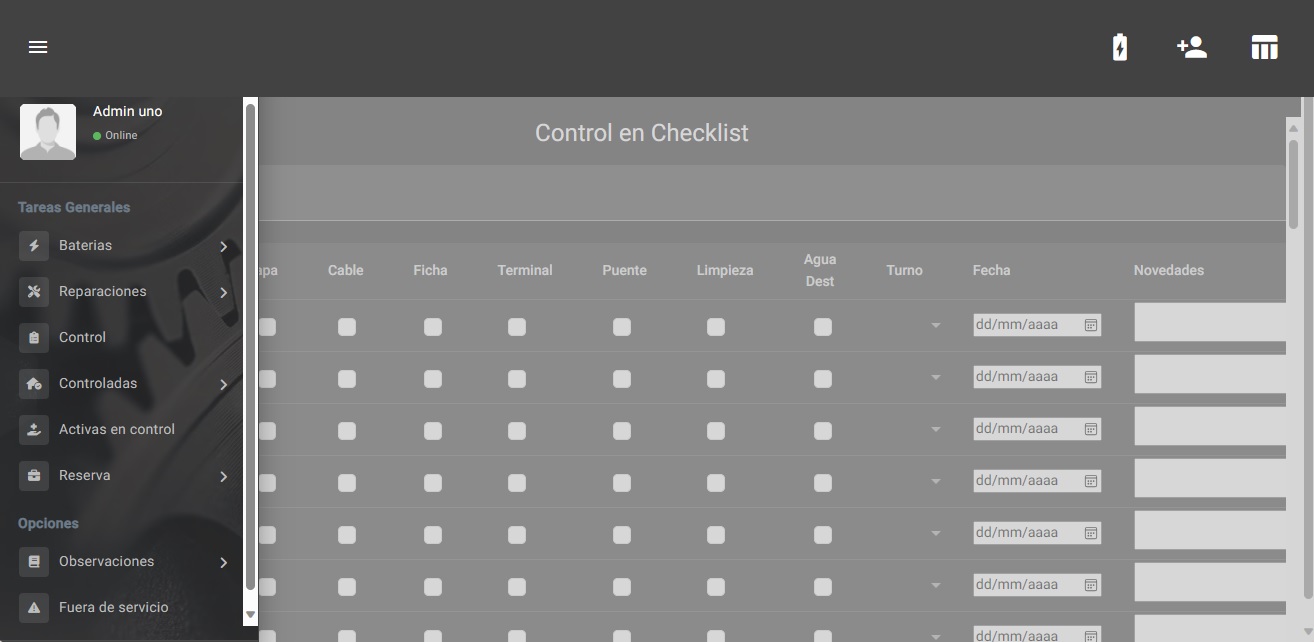 Admin uno
Online
Tareas Generales
Baterias
Reparaciones
Control
Controladas
Activas en control
Reserva
Opciones
Observaciones
Fuera de servicio
Control en Checklist
apa Cable Ficha Terminal Puente Limpieza Agua Dest Turno Fecha Novedades
dd/mm/aaaa
dd/mm/aaaa
dd/mm/aaaa
dd/mm/aaaa
dd/mm/aaaa
dd/mm/aaaa
dd/mm/aaaa